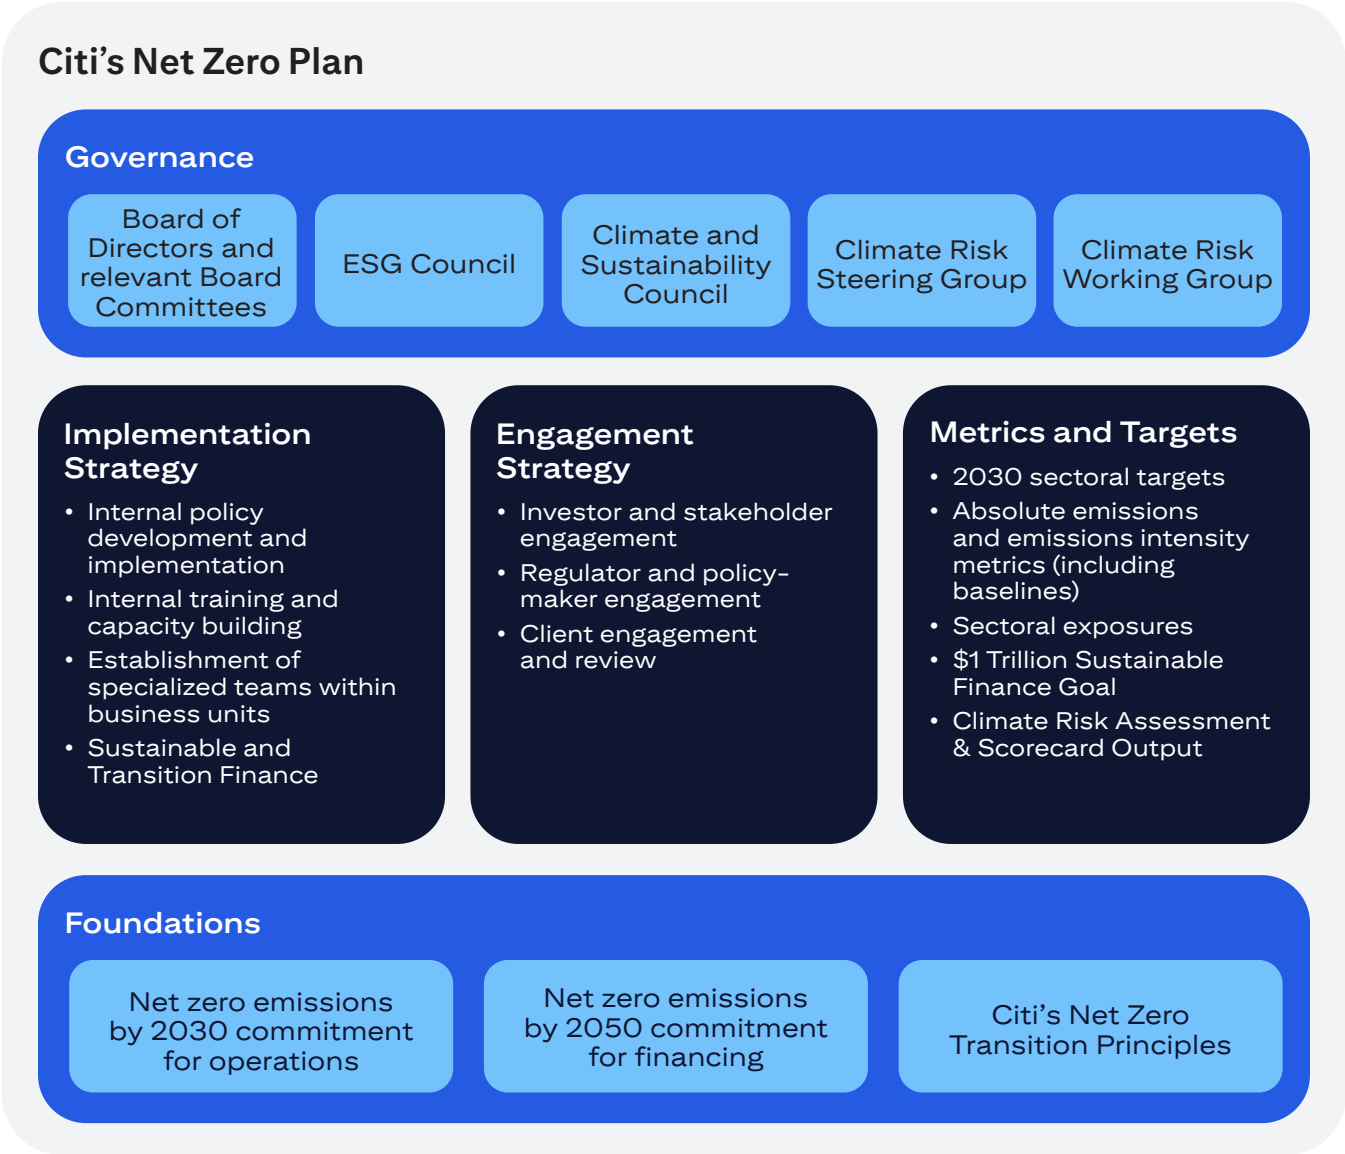 Citi’s Net Zero Plan
Governance
Board of
Directors and
relevant Board
Committees
ESG Council
Climate and
Sustainability
Council
Climate Risk
Steering Group
Climate Risk
Working Group
Implementation
Strategy
• Internal policy
development and
implementation
• Internal training and
capacity building
• Establishment of
specialized teams within
business units
• Sustainable and
Transition Finance
Engagement
Strategy
• Investor and stakeholder
engagement
• Regulator and policy-
maker engagement
• Client engagement
and review
Metrics and Targets
• 2030 sectoral targets
• Absolute emissions
and emissions intensity
metrics (including
baselines)
• Sectoral exposures
• $1 Trillion Sustainable
Finance Goal
• Climate Risk Assessment
& Scorecard Output
Foundations
Net zero emissions
by 2030 commitment
for operations
Net zero emissions
by 2050 commitment
for financing
Citi’s Net Zero
Transition Principles